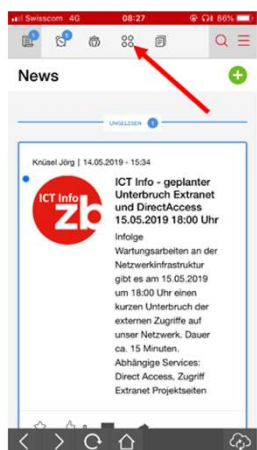 Swisscom 4G 08:27 86%
News
UNGELESEN
Knüsel Jörg | 14.05.2019 - 15:34
ICT Info
zb
ICT Info - geplanter
Unterbruch Extranet
und DirectAccess
15.05.2019 18:00 Uhr
Infolge
Wartungsarbeiten an der
Netzwerkinfrastruktur
gibt es am 15.05.2019
um 18:00 Uhr einen
kurzen Unterbruch der
externen Zugriffe auf
unser Netzwerk. Dauer
ca. 15 Minuten.
Abhängige Services:
Direct Access, Zugriff
Extranet Projektseiten